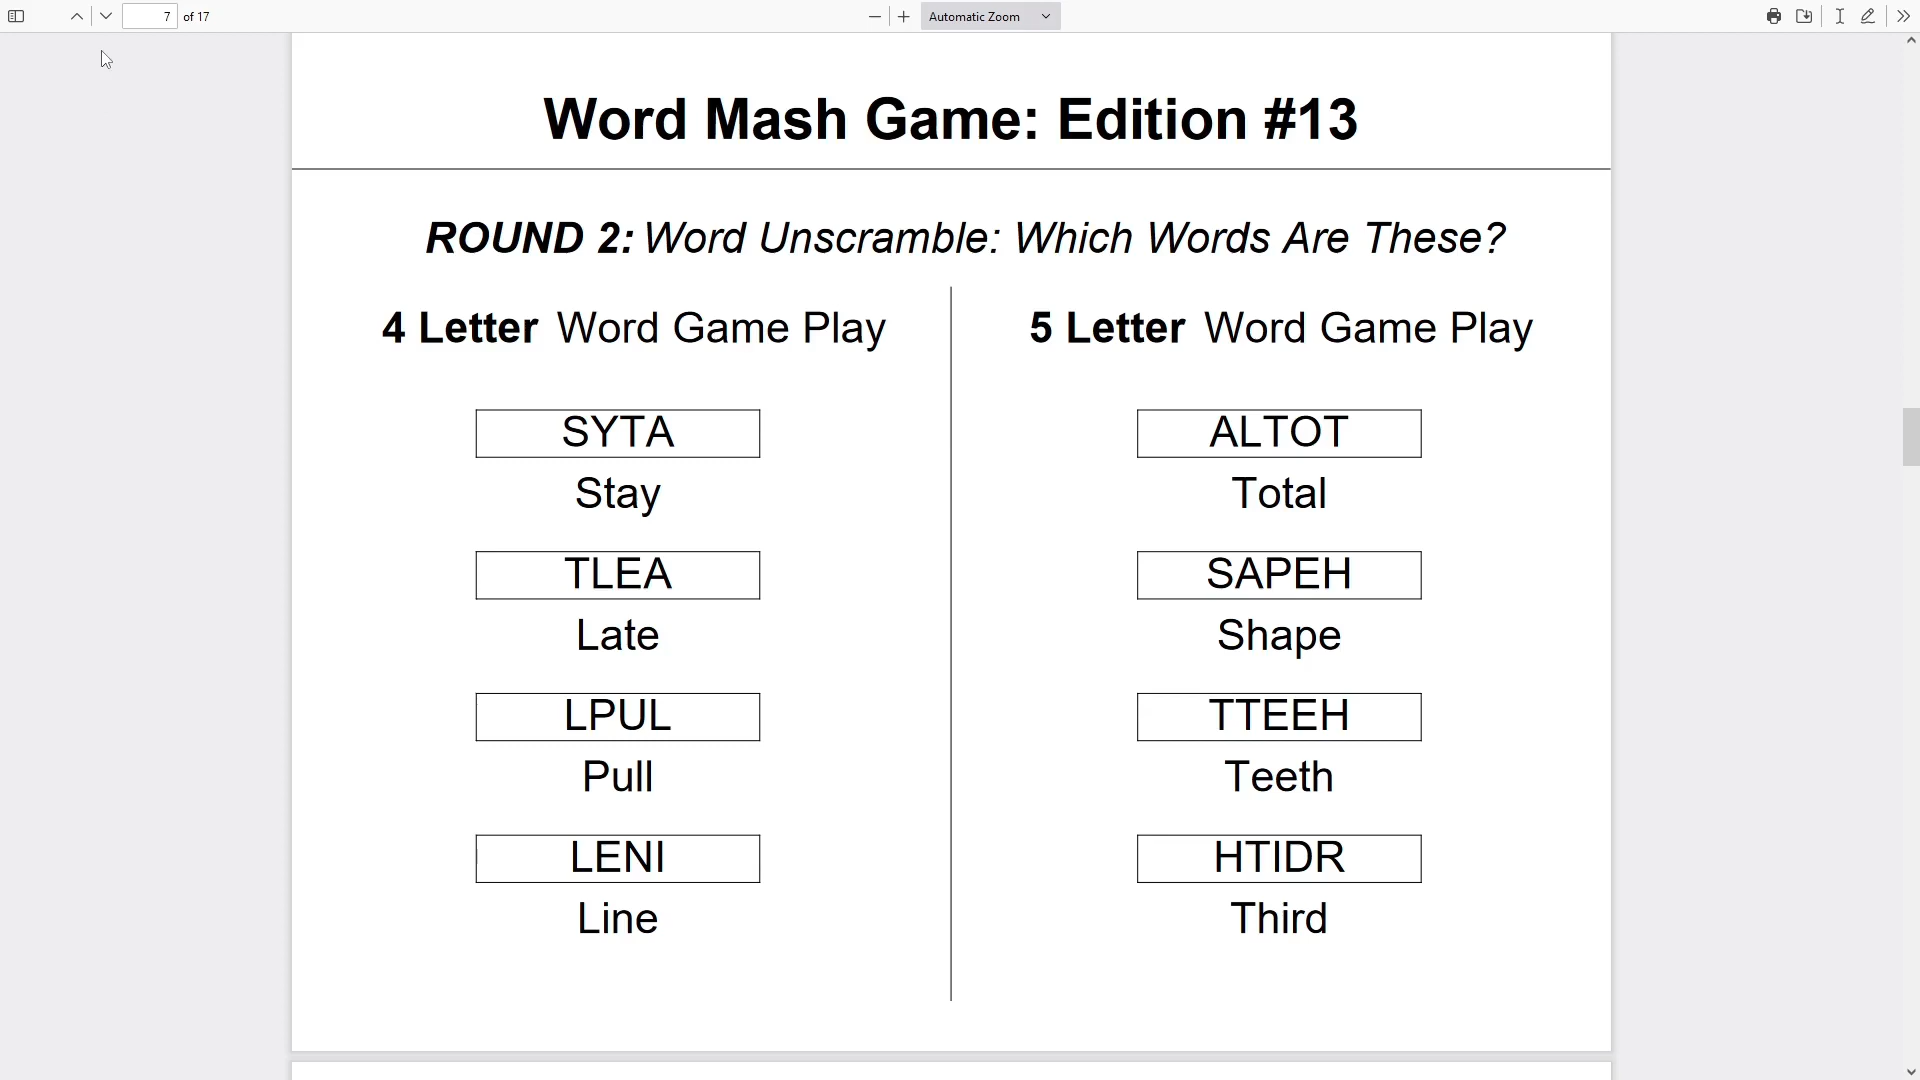 7 of 17
Automatic Zoom
Word Mash Game: Edition #13
ROUND 2: Word Unscramble: Which Words Are These?
4 Letter Word Game Play
SYTA
Stay
TLEA
Late
LPUL
Pull
LENI
Line
5 Letter Word Game Play
ALTOT
Total
SAPEH
Shape
TTEEH
Teeth
HTIDR
Third